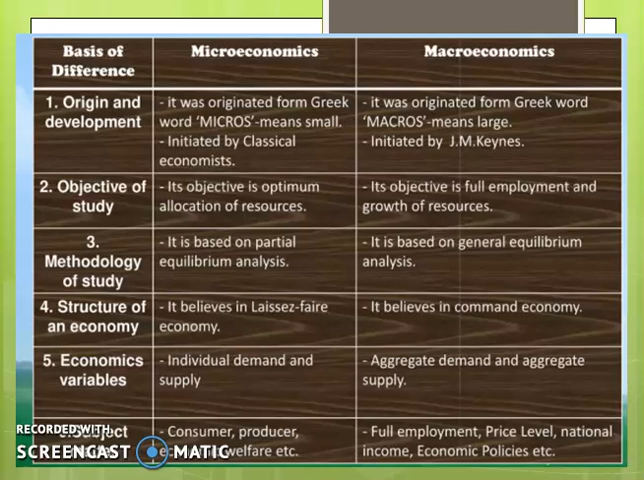 Basis of Difference | Microeconomics | Macroeconomics
1. Origin and development
- it was originated form Greek
word ‘MICROS’-means small.
- Initiated by Classical
economists.
- it was originated form Greek word
‘MACROS’-means large.
- Initiated by J.M.Keynes.
2. Objective of
study
- Its objective is optimum
allocation of resources.
- Its objective is full employment and
growth of resources.
3.
Methodology
of study
- It is based on partial
equilibrium analysis.
- It is based on general equilibrium
analysis.
4. Structure of
an economy
- It believes in Laissez-faire
economy.
- It believes in command economy.
5. Economics
variables
- Individual demand and
supply
- Aggregate demand and aggregate
supply.
Subject
- Consumer, producer,
welfare etc.
- Full employment, Price Level, national
income, Economic Policies etc.
RECORDED WITH
SCREENCAST MATIC